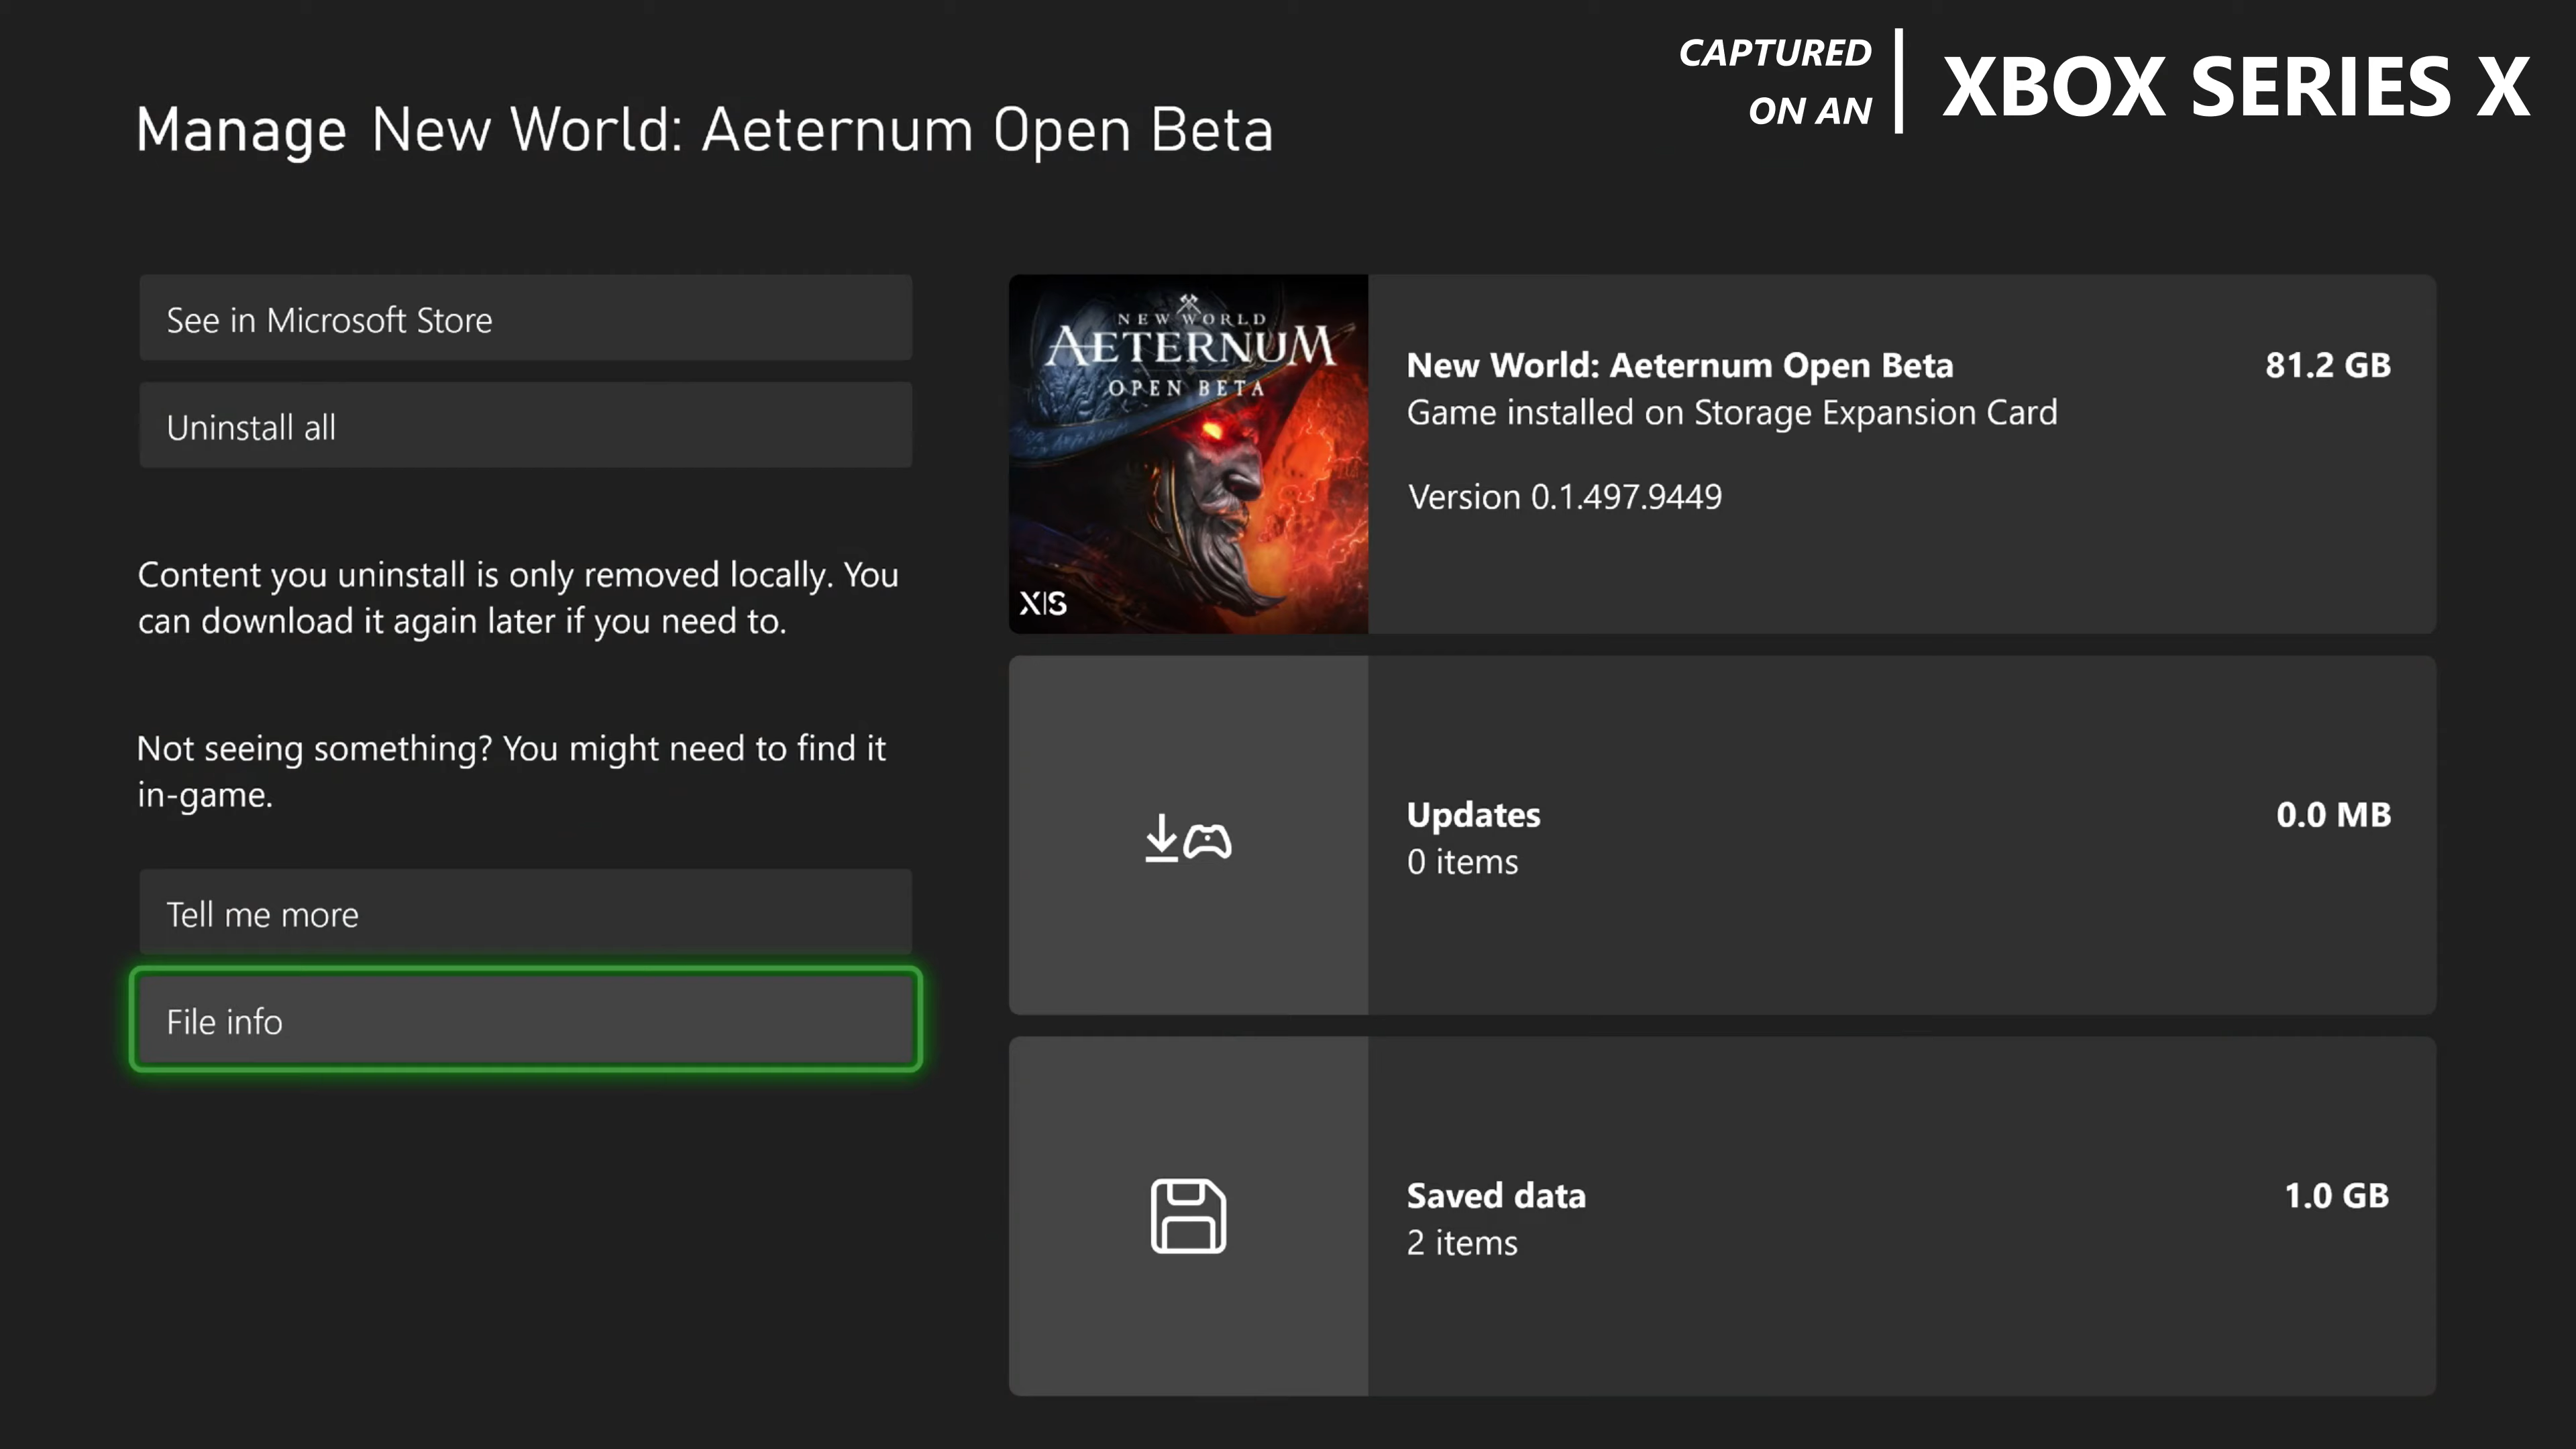 CAPTURED
ON AN
XBOX SERIES X
Manage New World: Aeternum Open Beta
See in Microsoft Store
Uninstall all
Content you uninstall is only removed locally. You
can download it again later if you need to.
Not seeing something? You might need to find it
in-game.
Tell me more
File info
NEW WORLD
AETERNUM
OPEN BETA
X|S
New World: Aeternum Open Beta 81.2 GB
Game installed on Storage Expansion Card
Version 0.1.497.9449
Updates 0.0 MB
0 items
Saved data 1.0 GB
2 items